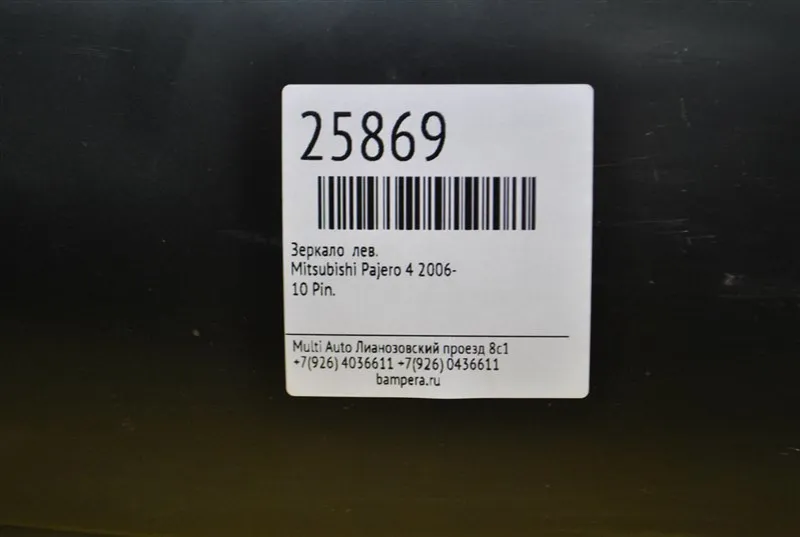 25869
Зеркало лев.
Mitsubishi Pajero 4 2006-
10 Pin.
Multi Auto Лианозовский проезд 8с1
+7(926) 4036611 +7(926) 0436611
bampera.ru